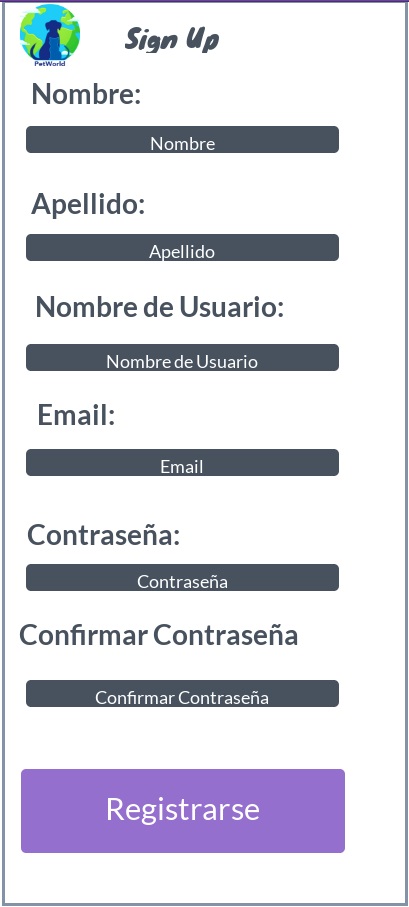 PetWorld
Sign Up
Nombre:
Nombre
Apellido:
Apellido
Nombre de Usuario:
Nombre de Usuario
Email:
Email
Contraseña:
Contraseña
Confirmar Contraseña
Confirmar Contraseña
Registrarse